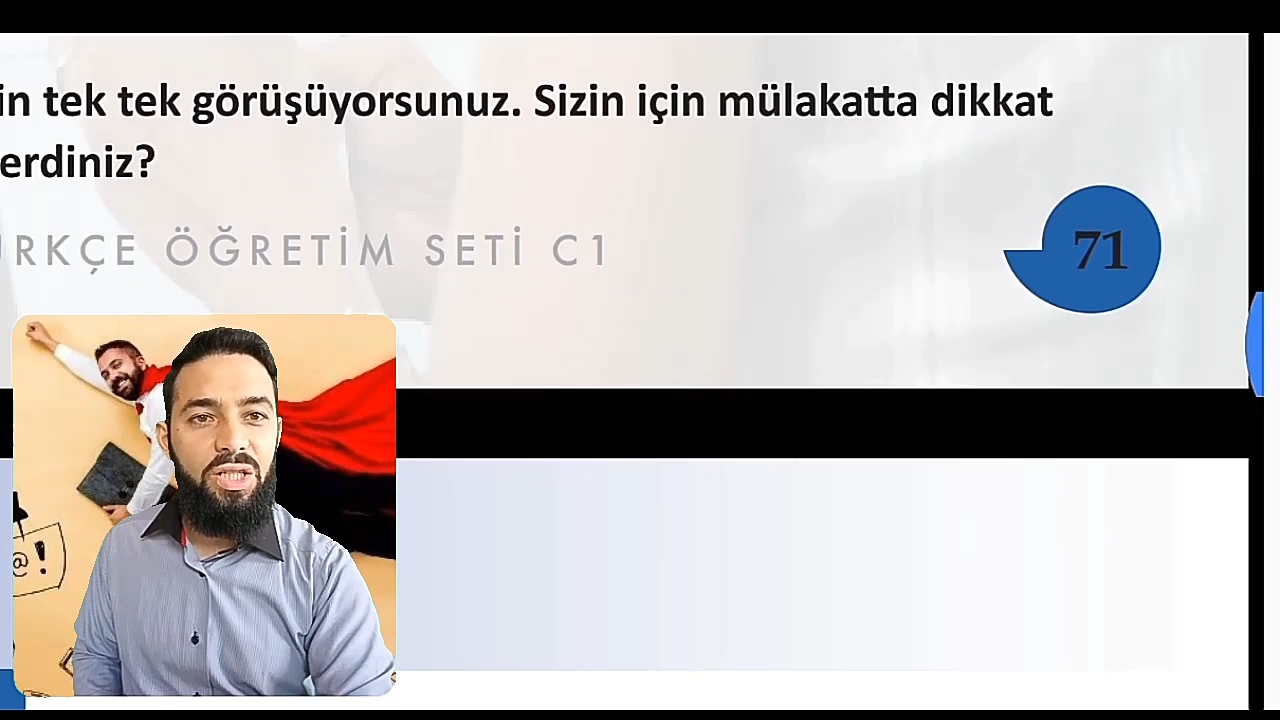 in tek tek görüşüyorsunuz. Sizin için mülakatta dikkat
erdiniz?
RKÇE ÖĞRETİM SETİ C1
71
@!